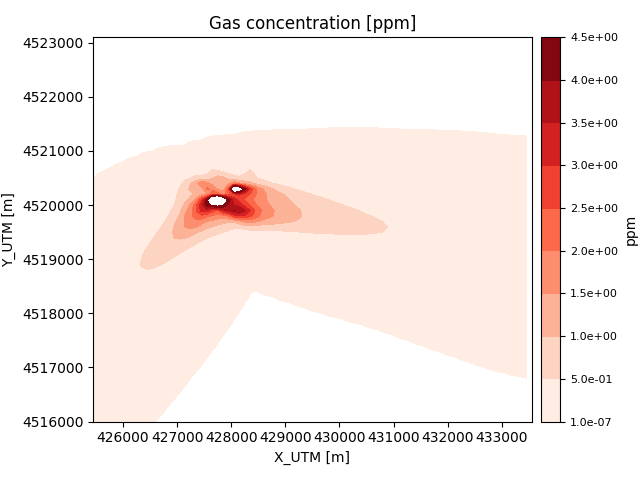 Gas concentration [ppm]
4523000
4522000
4521000
4520000
4519000
4518000
4517000
4516000
Y_UTM [m]
426000 427000 428000 429000 430000 431000 432000 433000
X_UTM [m]
4.5e+00
4.0e+00
3.5e+00
3.0e+00
2.5e+00
2.0e+00
1.5e+00
1.0e+00
5.0e-01
1.0e-07
ppm